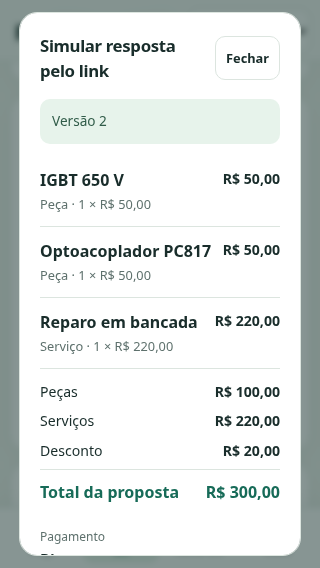 Simular resposta
pelo link
Fechar
Versão 2
IGBT 650 V R$ 50,00
Peça · 1 × R$ 50,00
Optoacoplador PC817 R$ 50,00
Peça · 1 × R$ 50,00
Reparo em bancada R$ 220,00
Serviço · 1 × R$ 220,00
Peças R$ 100,00
Serviços R$ 220,00
Desconto R$ 20,00
Total da proposta R$ 300,00
Pagamento